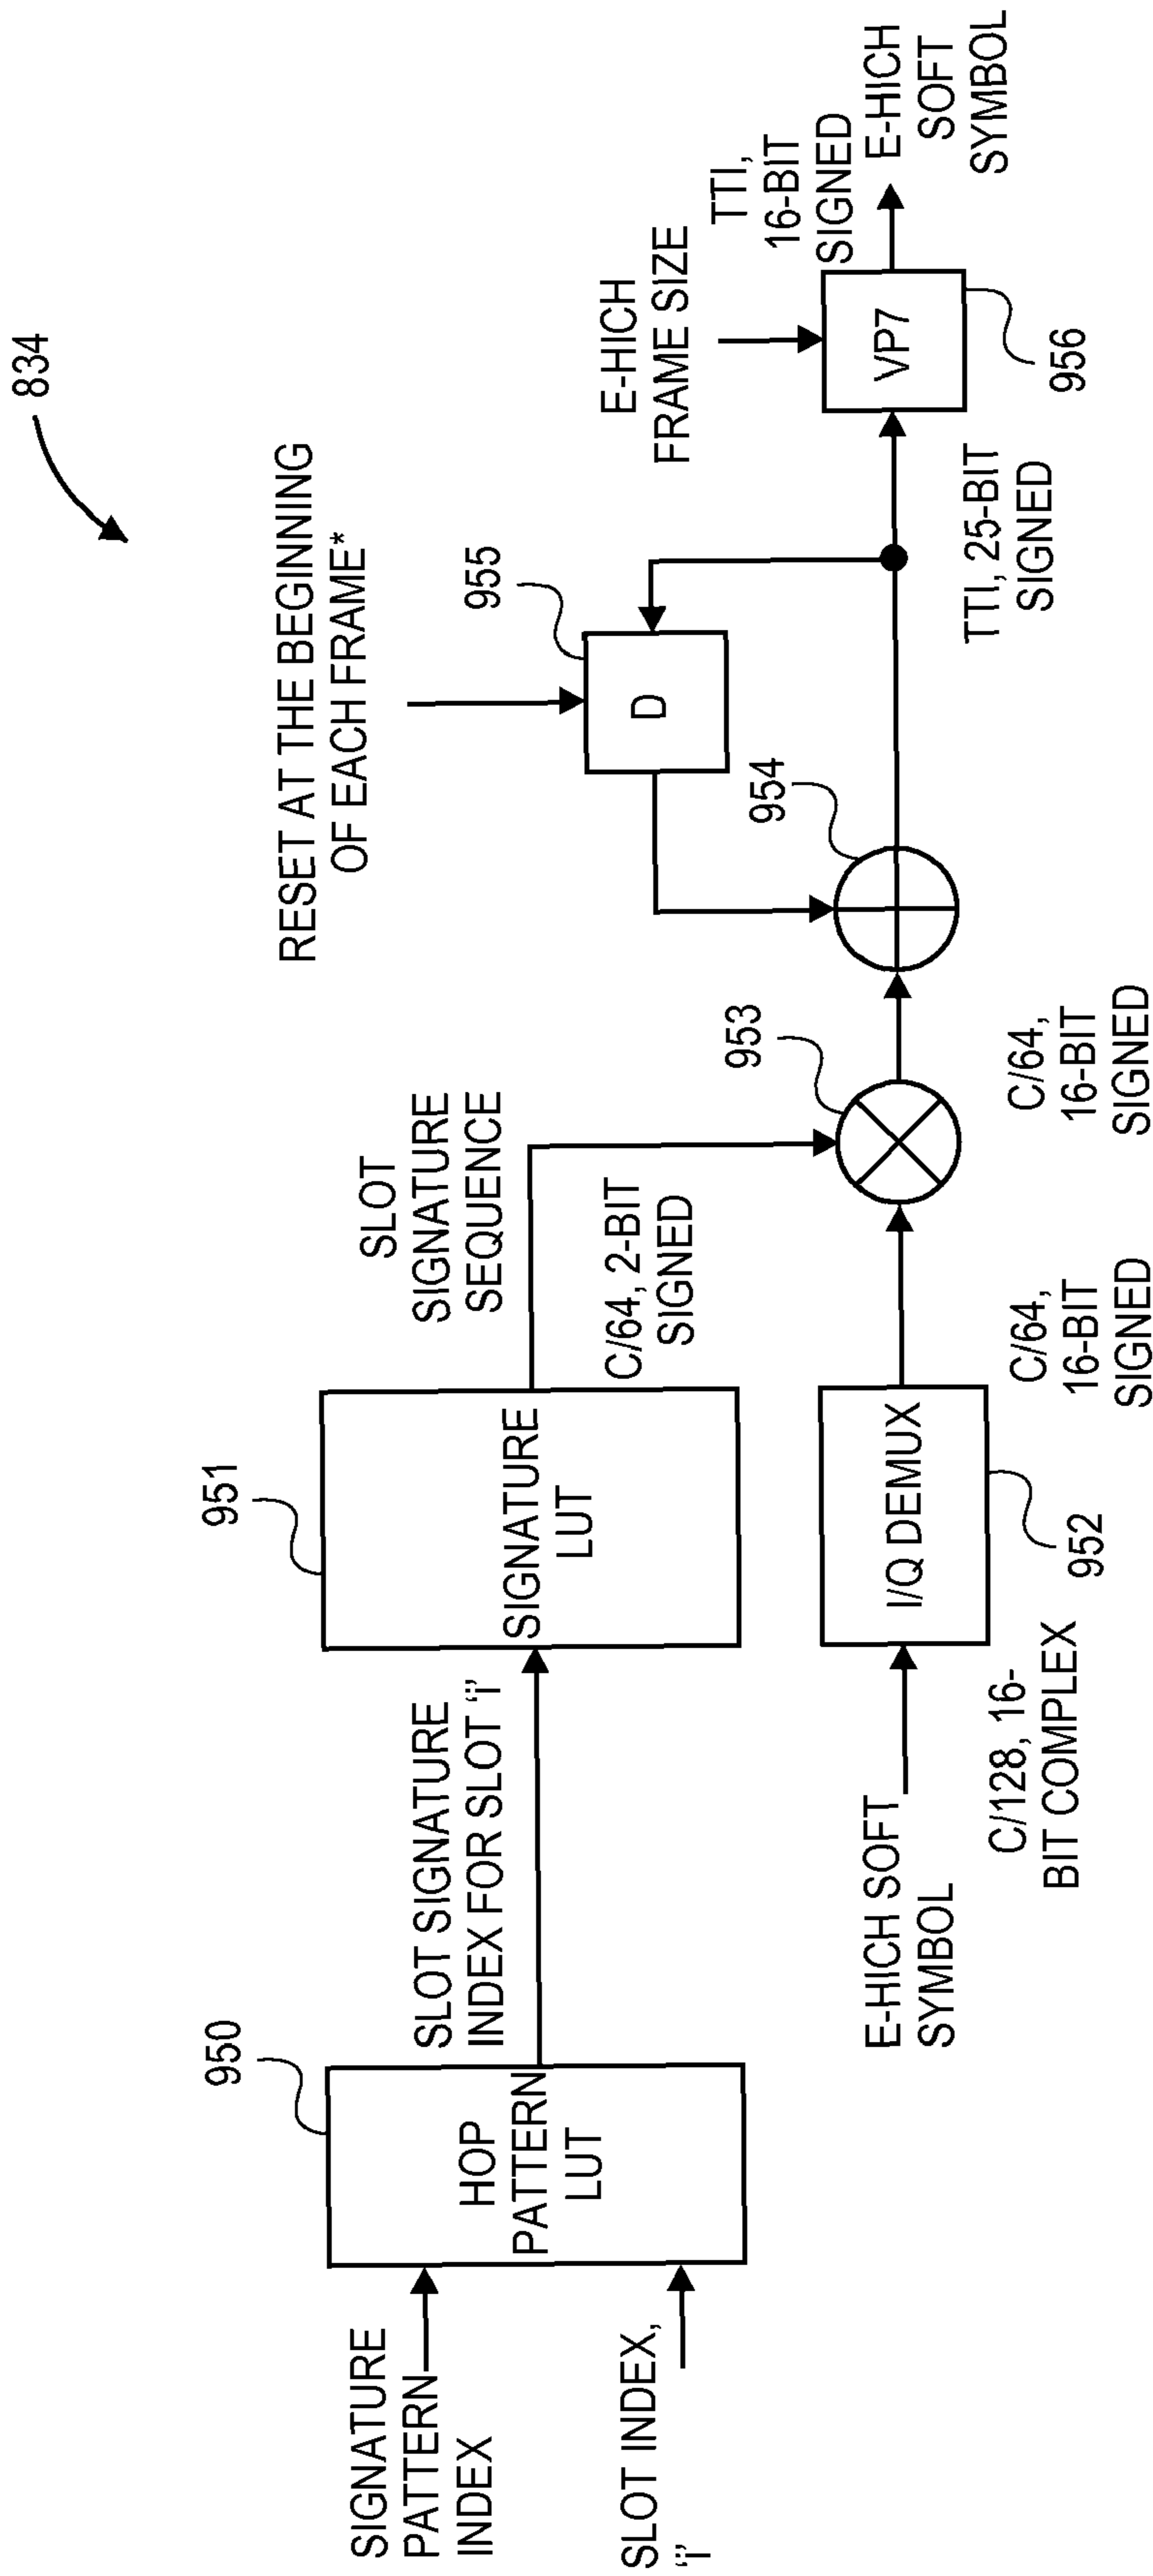 834
RESET AT THE BEGINNING
OF EACH FRAME*
955
D
954
E-HICH
FRAME SIZE
TTI,
16-BIT
SIGNED
VP7
956
E-HICH
SOFT
SYMBOL
TTI, 25-BIT
SIGNED
950
HOP
PATTERN
LUT
SIGNATURE
PATTERN
INDEX
SLOT INDEX,
“i”
SLOT SIGNATURE
INDEX FOR SLOT “i”
951
SIGNATURE
LUT
SLOT
SIGNATURE
SEQUENCE
C/64, 2-BIT
SIGNED
953
E-HICH SOFT
SYMBOL
C/128, 16-
BIT COMPLEX
I/Q DEMUX
952
C/64,
16-BIT
SIGNED
C/64,
16-BIT
SIGNED